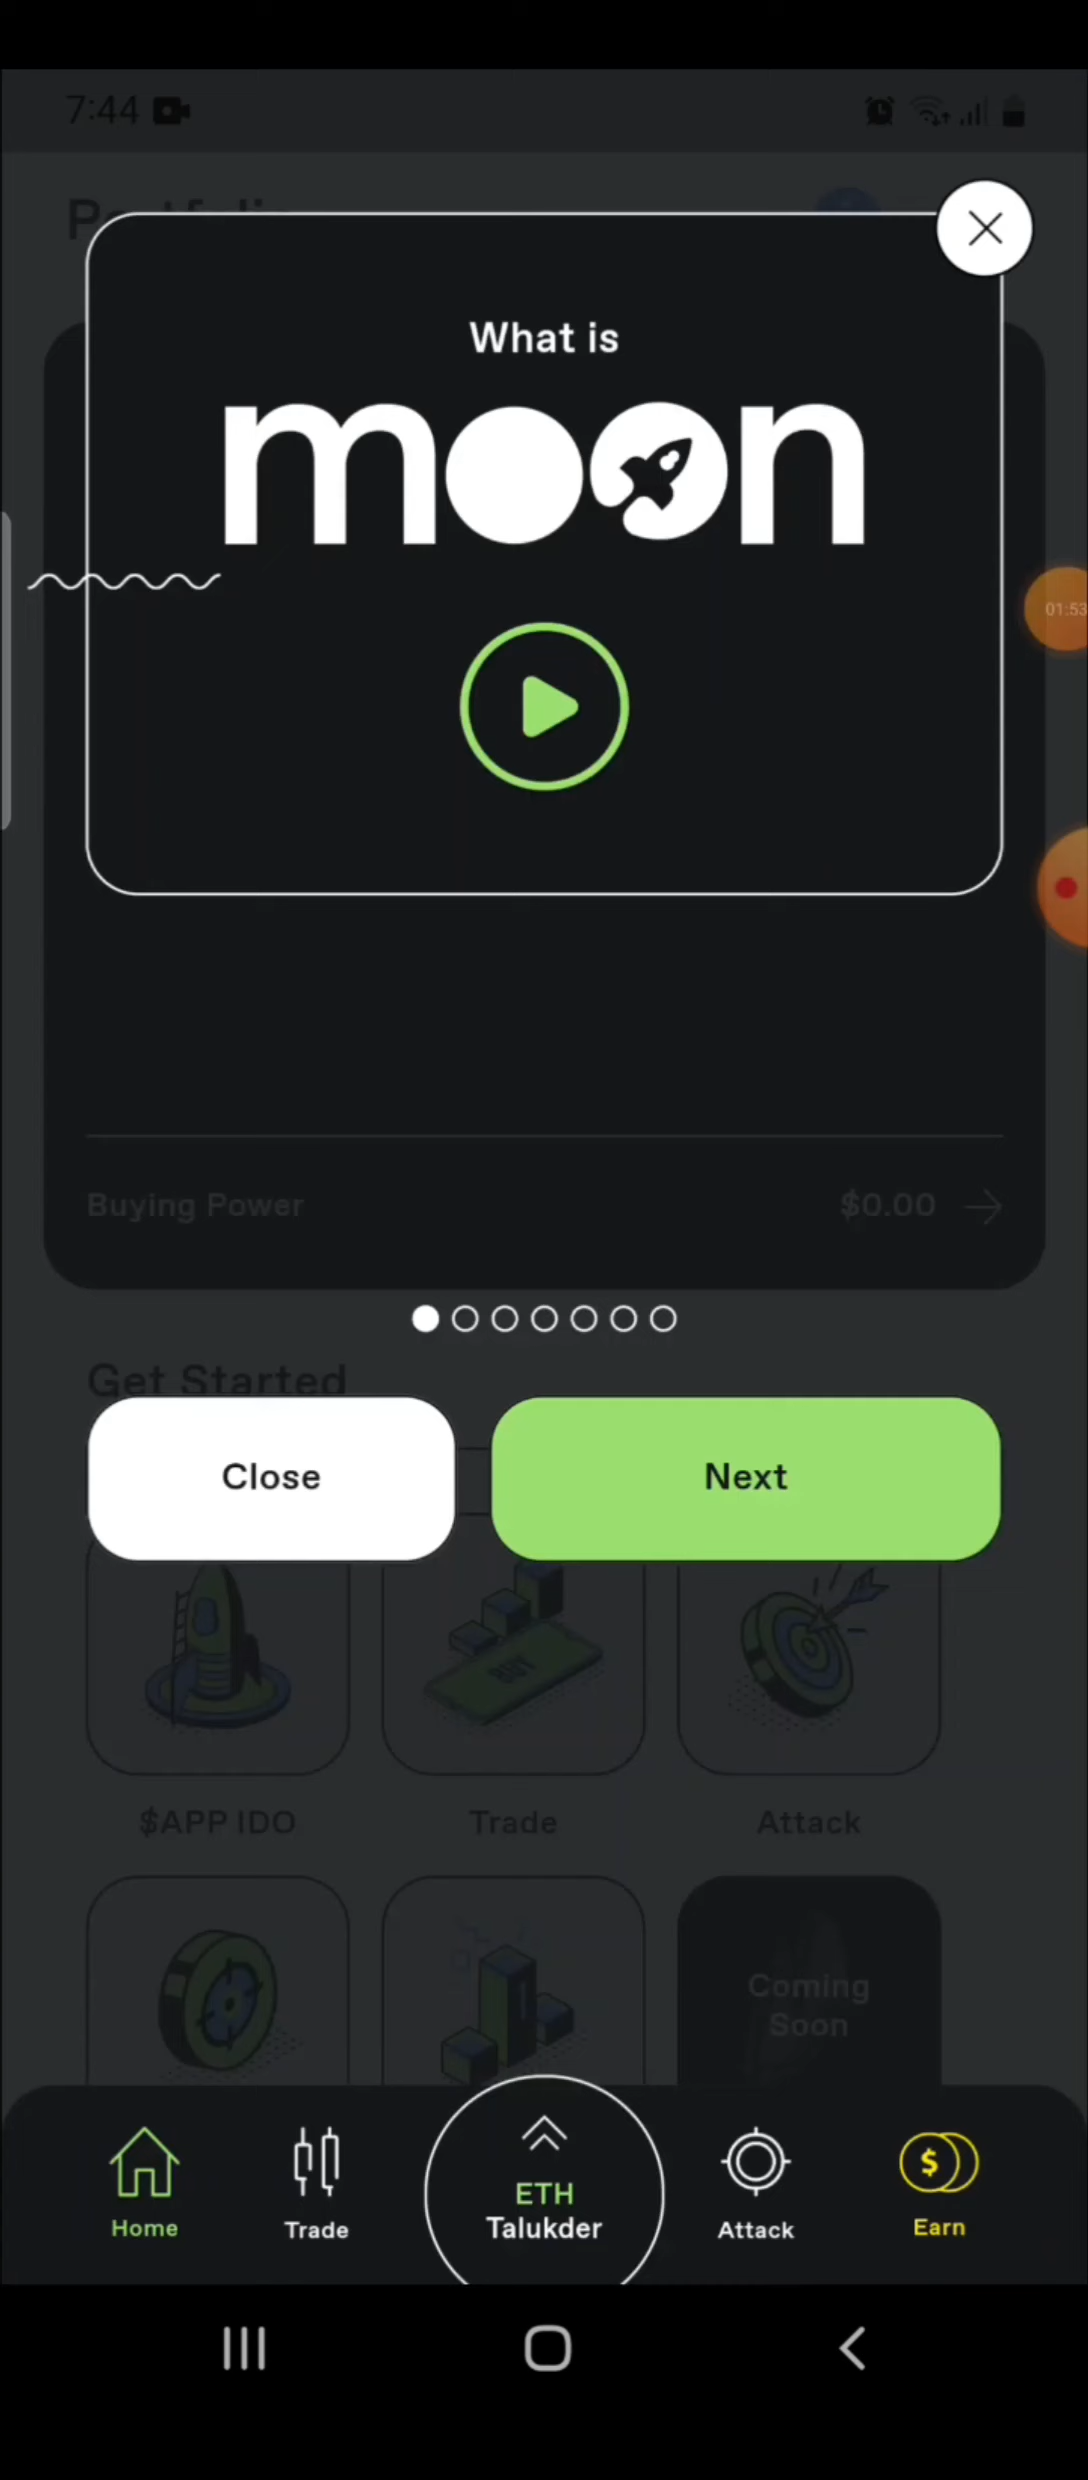 7:44
Portfolio
What is
moon
01:53
Buying Power
$0.00
Get Started
Close
Next
$APP IDO
Trade
Attack
Coming
Soon
Home
Trade
ETH
Talukder
Attack
Earn